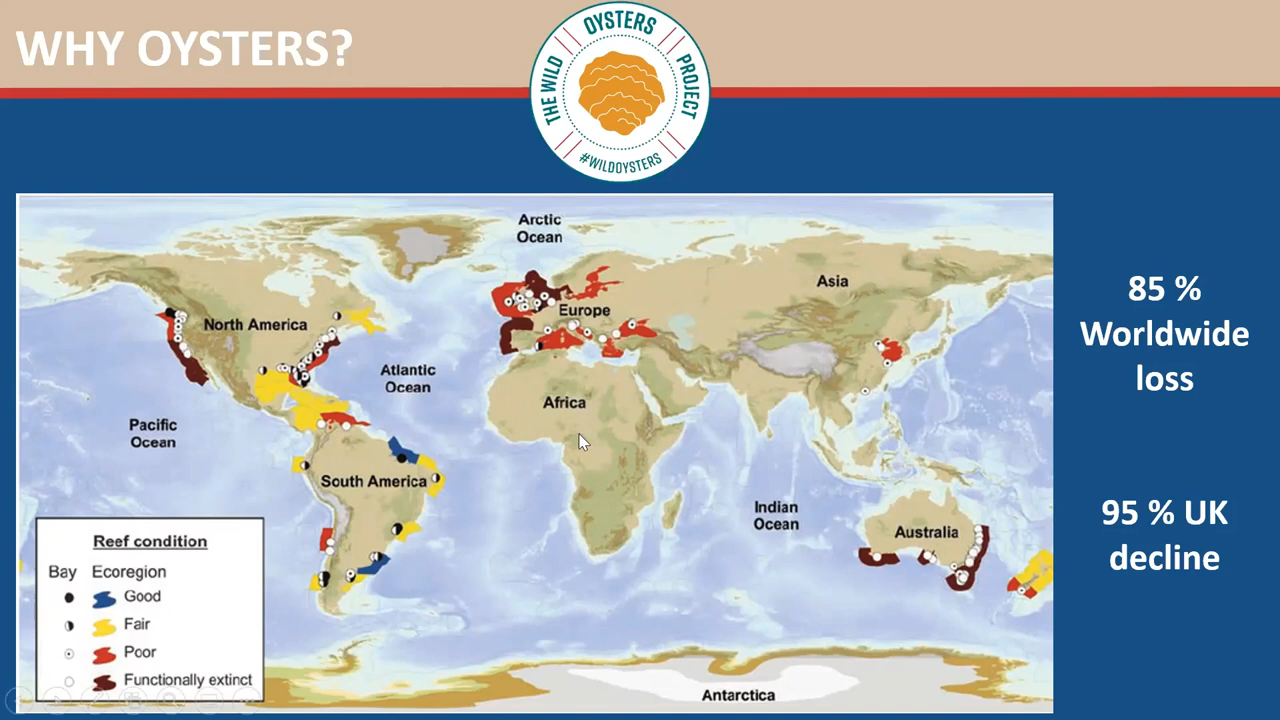 WHY OYSTERS?
OYSTERS
THE WILD
PROJECT
#WILDOYSTERS
Arctic
Ocean
Asia
North America
Europe
Atlantic
Ocean
Africa
Pacific
Ocean
South America
Indian
Ocean
Australia
Antarctica
Reef condition
Bay Ecoregion
Good
Fair
Poor
Functionally extinct
85 %
Worldwide
loss
95 % UK
decline